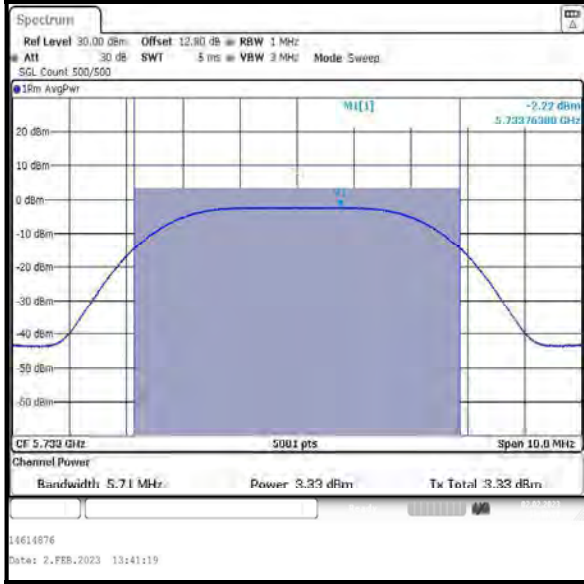 Spectrum
Ref Level 30.00 dBm Offset 12.80 dB RBW 1 MHz
Att 30 dB SWT 5 ms VBW 3 MHz Mode Sweep
SGL Count 500/500
1Rm AvgPwr
M1[1] -2.22 dBm
5.73376380 GHz
20 dBm
10 dBm
M1
0 dBm
-10 dBm
-20 dBm
-30 dBm
-40 dBm
-50 dBm
-60 dBm
CF 5.733 GHz 5001 pts Span 10.0 MHz
Channel Power
Bandwidth 5.71 MHz Power 3.33 dBm Tx Total 3.33 dBm
14614876
Date: 2.FEB.2023 13:41:19